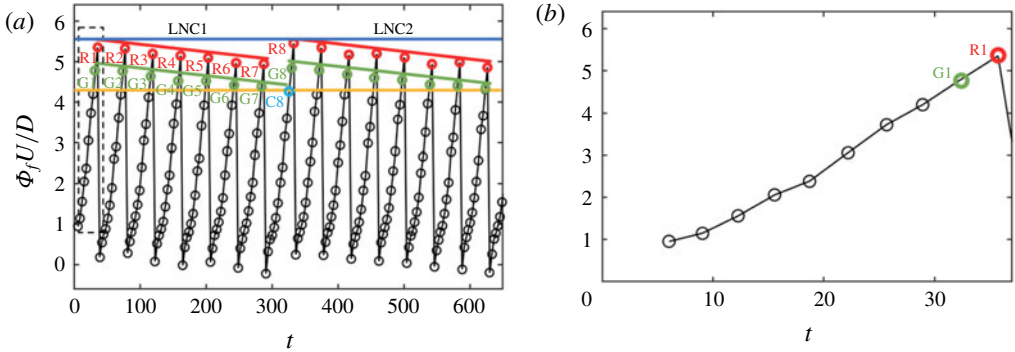 (a)
LNC1
LNC2
R1
R2
R3
R4
R5
R6
R7
R8
G1
G2
G3
G4
G5
G6
G7
G8
C8
6
5
4
3
2
1
0
Φ_f U/D
0
100
200
300
400
500
600
t
(b)
R1
G1
6
5
4
3
2
1
0
10
20
30
t